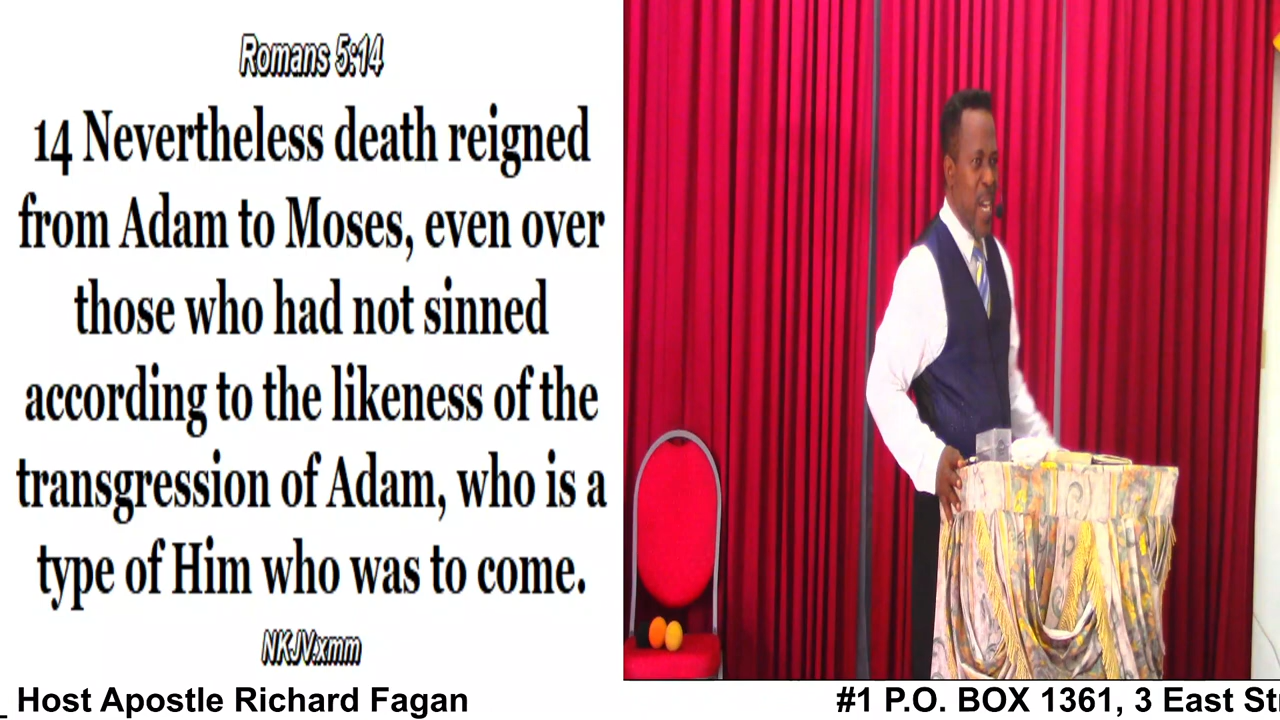 Romans 5:14
14 Nevertheless death reigned
from Adam to Moses, even over
those who had not sinned
according to the likeness of the
transgression of Adam, who is a
type of Him who was to come.
NKJV.xmm
_ Host Apostle Richard Fagan
#1 P.O. BOX 1361, 3 East